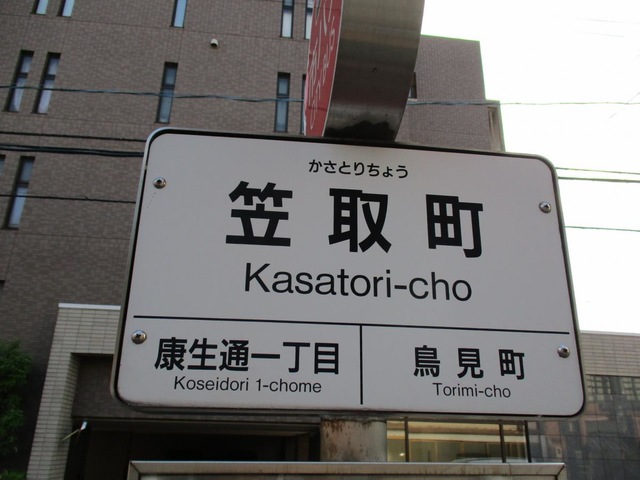 かさとりちょう
笠取町
Kasatori-cho
康生通一丁目
Koseidori 1-chome
鳥見町
Torimi-cho